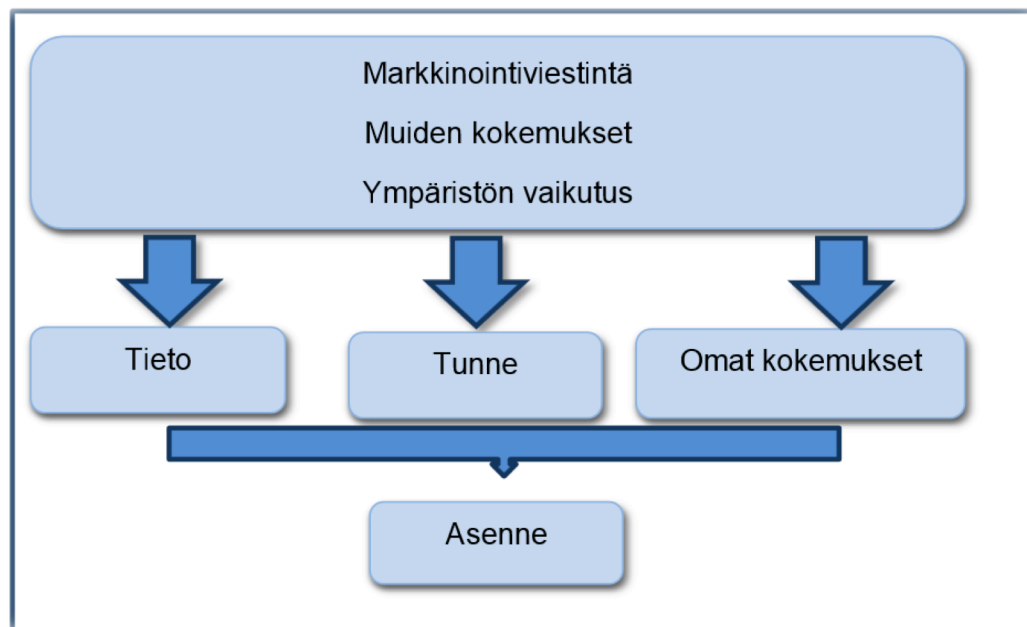 Markkinointiviestintä
Muiden kokemukset
Ympäristön vaikutus
Tieto
Tunne
Omat kokemukset
Asenne